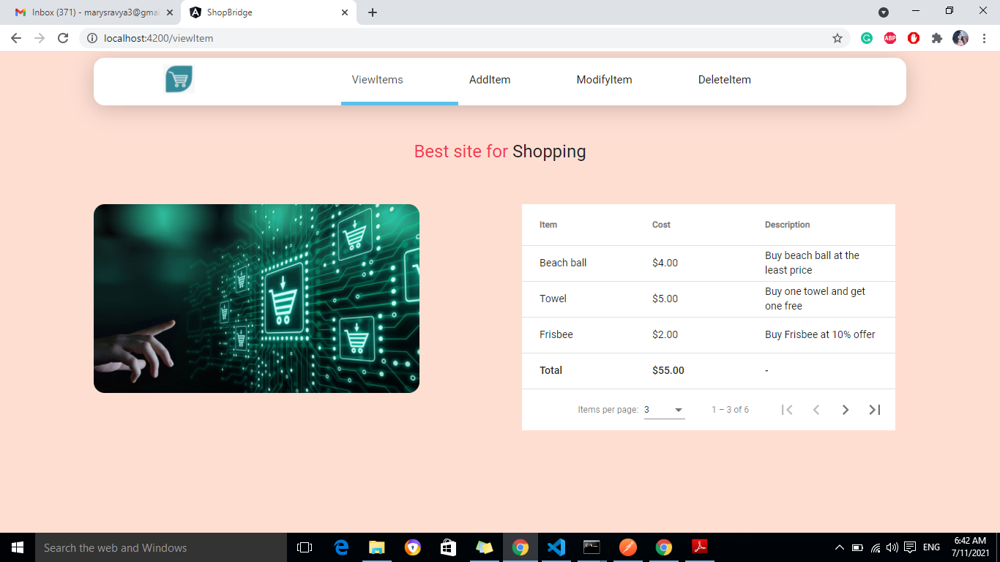 Inbox (371) - marysravya3@gma
ShopBridge
localhost:4200/viewItem
ABP
ViewItems AddItem ModifyItem DeleteItem
Best site for Shopping
Item Cost Description
Beach ball $4.00 Buy beach ball at the
least price
Towel $5.00 Buy one towel and get
one free
Frisbee $2.00 Buy Frisbee at 10% offer
Total $55.00 -
Items per page: 3 1 – 3 of 6
Search the web and Windows
ENG
6:42 AM
7/11/2021